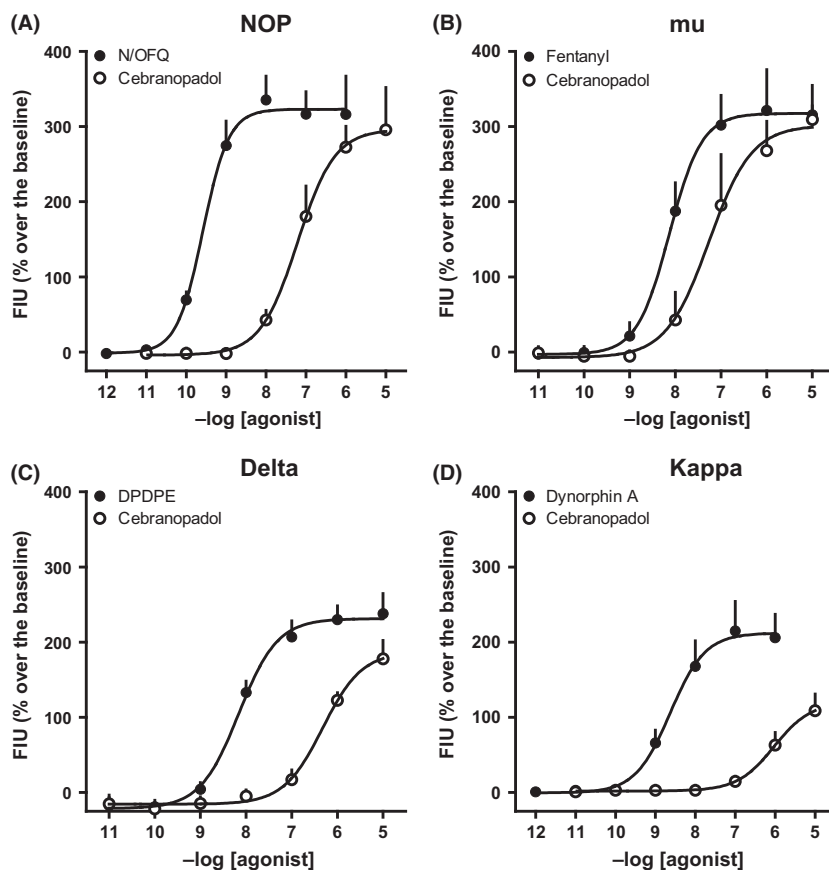 (A) NOP
● N/OFQ
○ Cebranopadol
FIU (% over the baseline)
400
300
200
100
0
12 11 10 9 8 7 6 5
–log [agonist]
(B) mu
● Fentanyl
○ Cebranopadol
FIU (% over the baseline)
400
300
200
100
0
11 10 9 8 7 6 5
–log [agonist]
(C) Delta
● DPDPE
○ Cebranopadol
FIU (% over the baseline)
400
300
200
100
0
11 10 9 8 7 6 5
–log [agonist]
(D) Kappa
● Dynorphin A
○ Cebranopadol
FIU (% over the baseline)
400
300
200
100
0
12 11 10 9 8 7 6 5
–log [agonist]